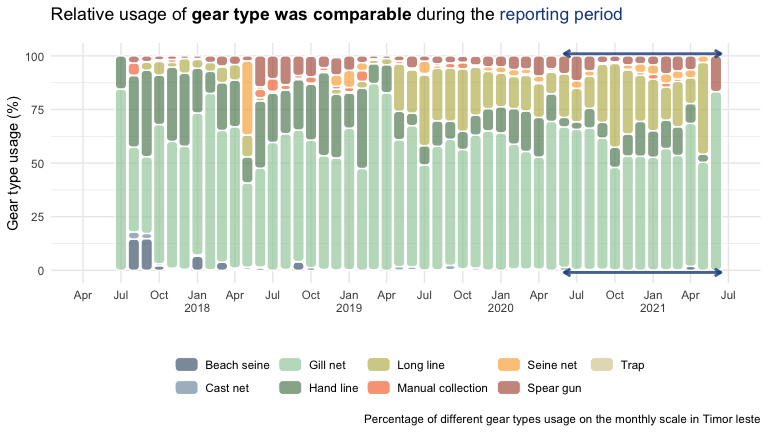 Relative usage of gear type was comparable during the reporting period
Gear type usage (%)
100
75
50
25
0
Apr Jul Oct Jan Apr Jul Oct Jan Apr Jul Oct Jan Apr Jul Oct Jan Apr Jul
2018 2019 2020 2021
Beach seine Gill net Long line Seine net Trap
Cast net Hand line Manual collection Spear gun
Percentage of different gear types usage on the monthly scale in Timor leste